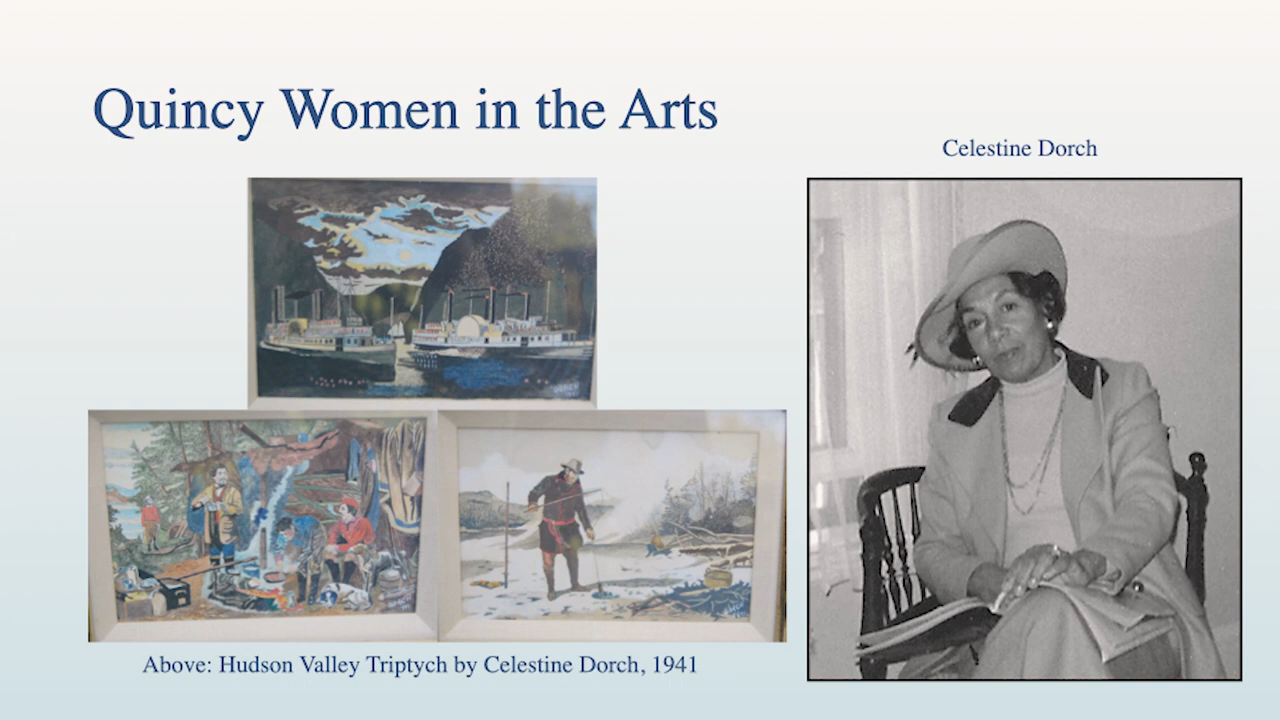 Quincy Women in the Arts
Celestine Dorch
Above: Hudson Valley Triptych by Celestine Dorch, 1941